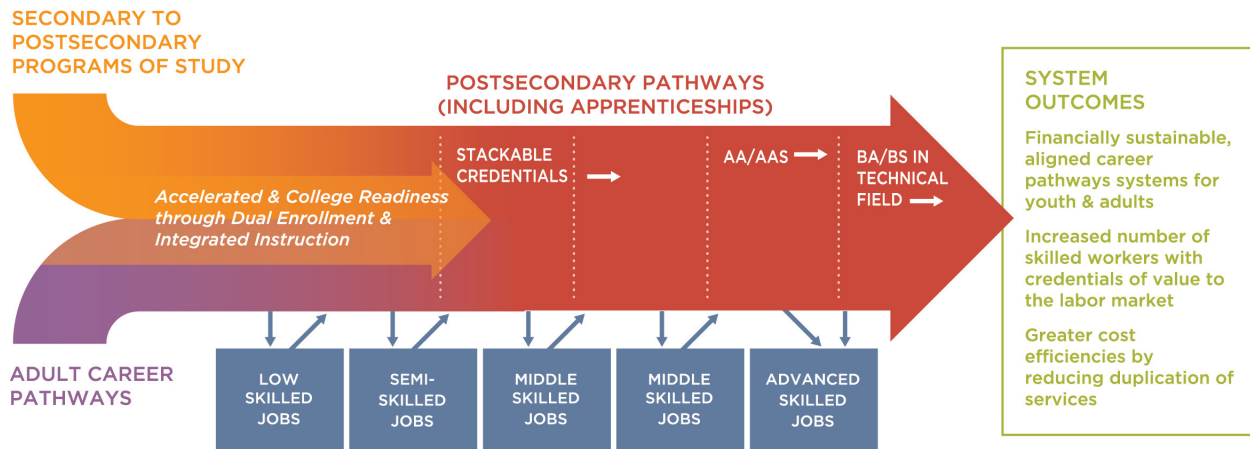 SECONDARY TO
POSTSECONDARY
PROGRAMS OF STUDY
POSTSECONDARY PATHWAYS
(INCLUDING APPRENTICESHIPS)
Accelerated & College Readiness
through Dual Enrollment &
Integrated Instruction
STACKABLE
CREDENTIALS
AA/AAS
BA/BS IN
TECHNICAL
FIELD
ADULT CAREER
PATHWAYS
LOW
SKILLED
JOBS
SEMI-
SKILLED
JOBS
MIDDLE
SKILLED
JOBS
MIDDLE
SKILLED
JOBS
ADVANCED
SKILLED
JOBS
SYSTEM
OUTCOMES
Financially sustainable,
aligned career
pathways systems for
youth & adults
Increased number of
skilled workers with
credentials of value to
the labor market
Greater cost
efficiencies by
reducing duplication of
services